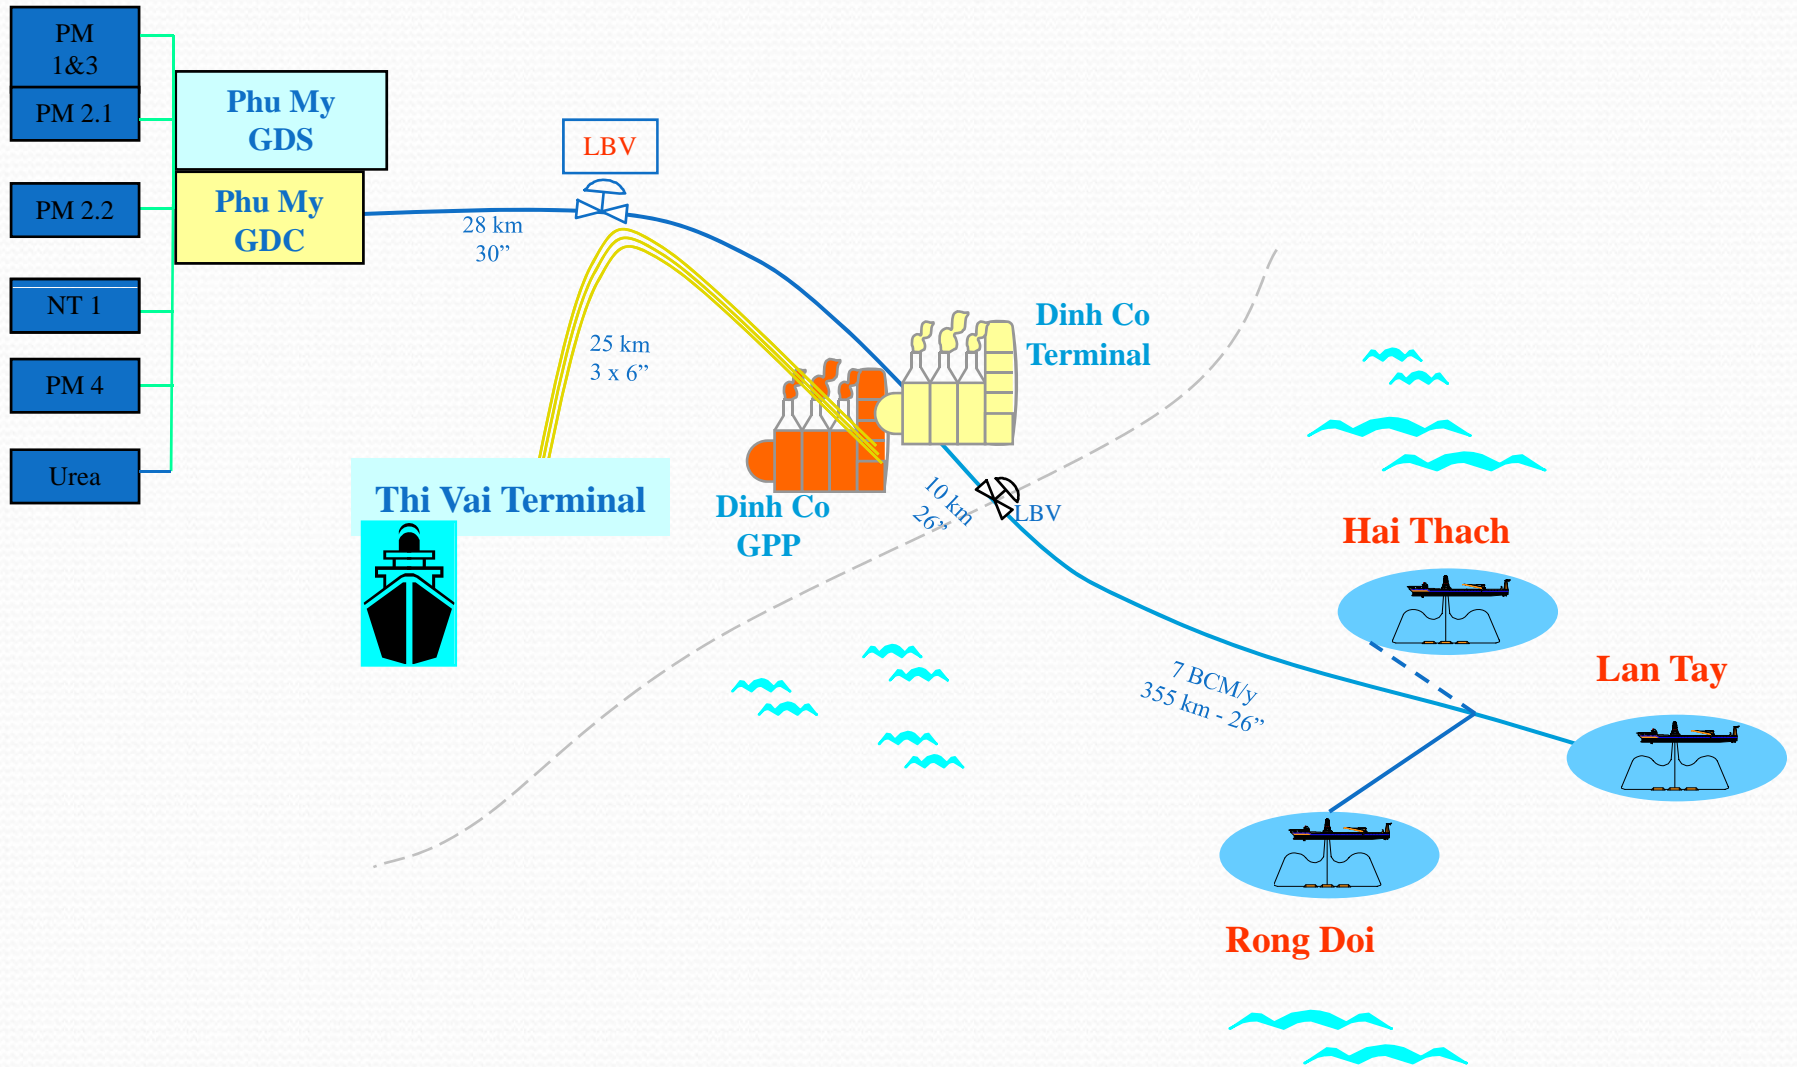 PM
1&3
PM 2.1
PM 2.2
NT 1
PM 4
Urea
Phu My
GDS
Phu My
GDC
LBV
28 km
30”
25 km
3 x 6”
Thi Vai Terminal
Dinh Co
Terminal
Dinh Co
GPP
10 km
26”
LBV
7 BCM/y
355 km - 26”
Hai Thach
Lan Tay
Rong Doi